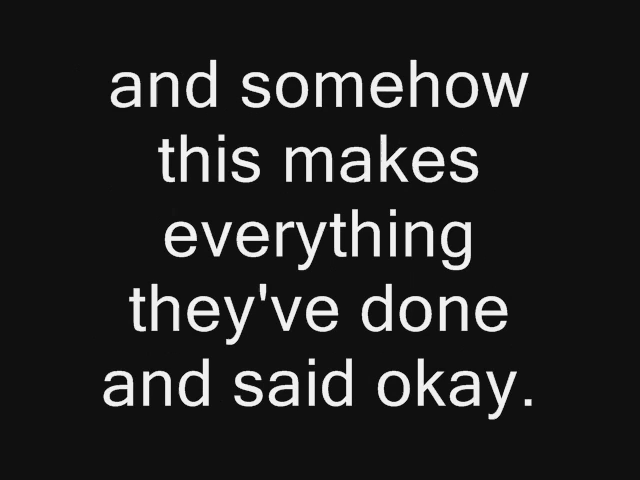 and somehow
this makes
everything
they've done
and said okay.